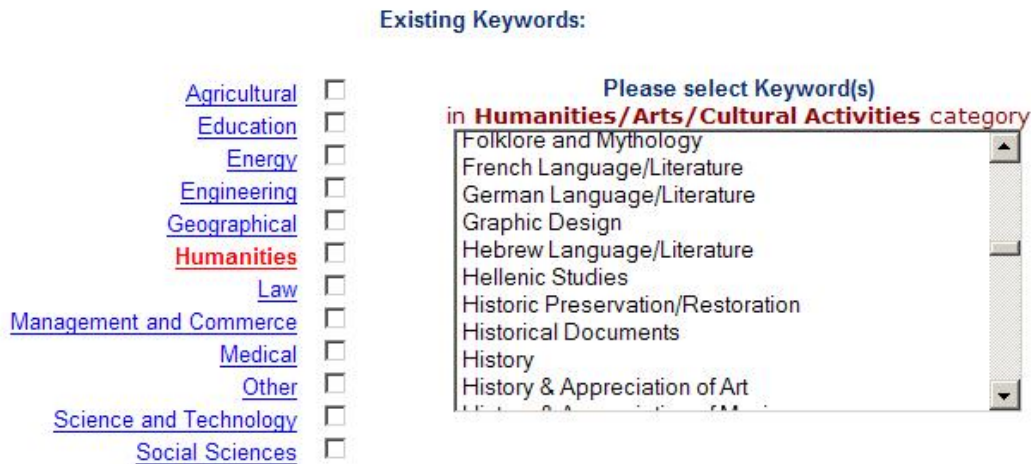 Existing Keywords:
Agricultural
Education
Energy
Engineering
Geographical
Humanities
Law
Management and Commerce
Medical
Other
Science and Technology
Social Sciences
Please select Keyword(s)
in Humanities/Arts/Cultural Activities category
Folklore and Mythology
French Language/Literature
German Language/Literature
Graphic Design
Hebrew Language/Literature
Hellenic Studies
Historic Preservation/Restoration
Historical Documents
History
History & Appreciation of Art